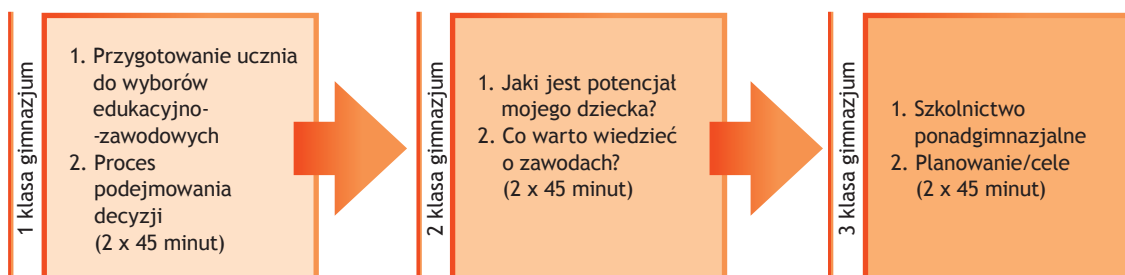 1 klasa gimnazjum
1. Przygotowanie ucznia
do wyborów
edukacyjno-
-zawodowych
2. Proces
podejmowania
decyzji
(2 x 45 minut)
2 klasa gimnazjum
1. Jaki jest potencjał
mojego dziecka?
2. Co warto wiedzieć
o zawodach?
(2 x 45 minut)
3 klasa gimnazjum
1. Szkolnictwo
ponadgimnazjalne
2. Planowanie/cele
(2 x 45 minut)